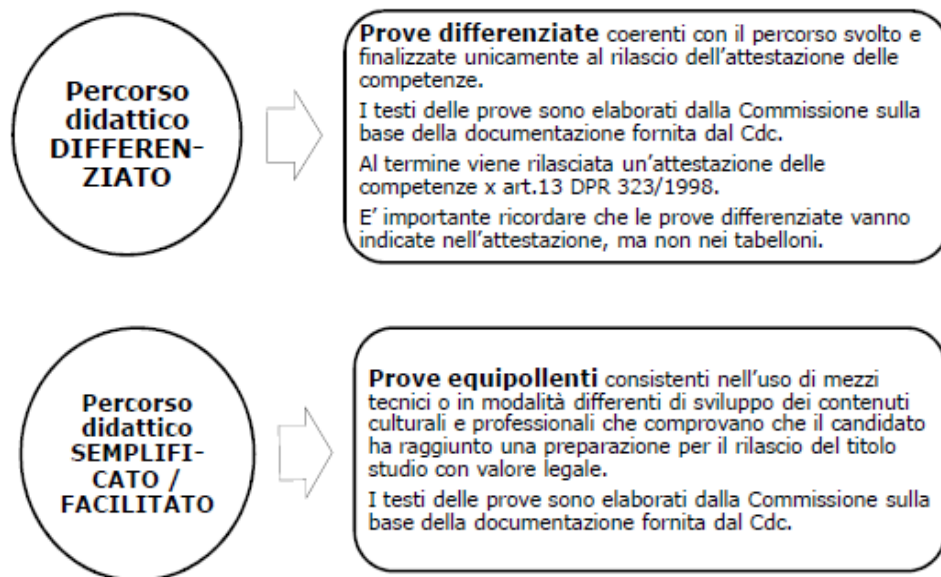 Percorso
didattico
DIFFEREN-
ZIATO
Prove differenziate coerenti con il percorso svolto e
finalizzate unicamente al rilascio dell'attestazione delle
competenze.
I testi delle prove sono elaborati dalla Commissione sulla
base della documentazione fornita dal Cdc.
Al termine viene rilasciata un'attestazione delle
competenze x art.13 DPR 323/1998.
E' importante ricordare che le prove differenziate vanno
indicate nell'attestazione, ma non nei tabelloni.
Percorso
didattico
SEMPLIFI-
CATO /
FACILITATO
Prove equipollenti consistenti nell'uso di mezzi
tecnici o in modalità differenti di sviluppo dei contenuti
culturali e professionali che comprovano che il candidato
ha raggiunto una preparazione per il rilascio del titolo
studio con valore legale.
I testi delle prove sono elaborati dalla Commissione sulla
base della documentazione fornita dal Cdc.